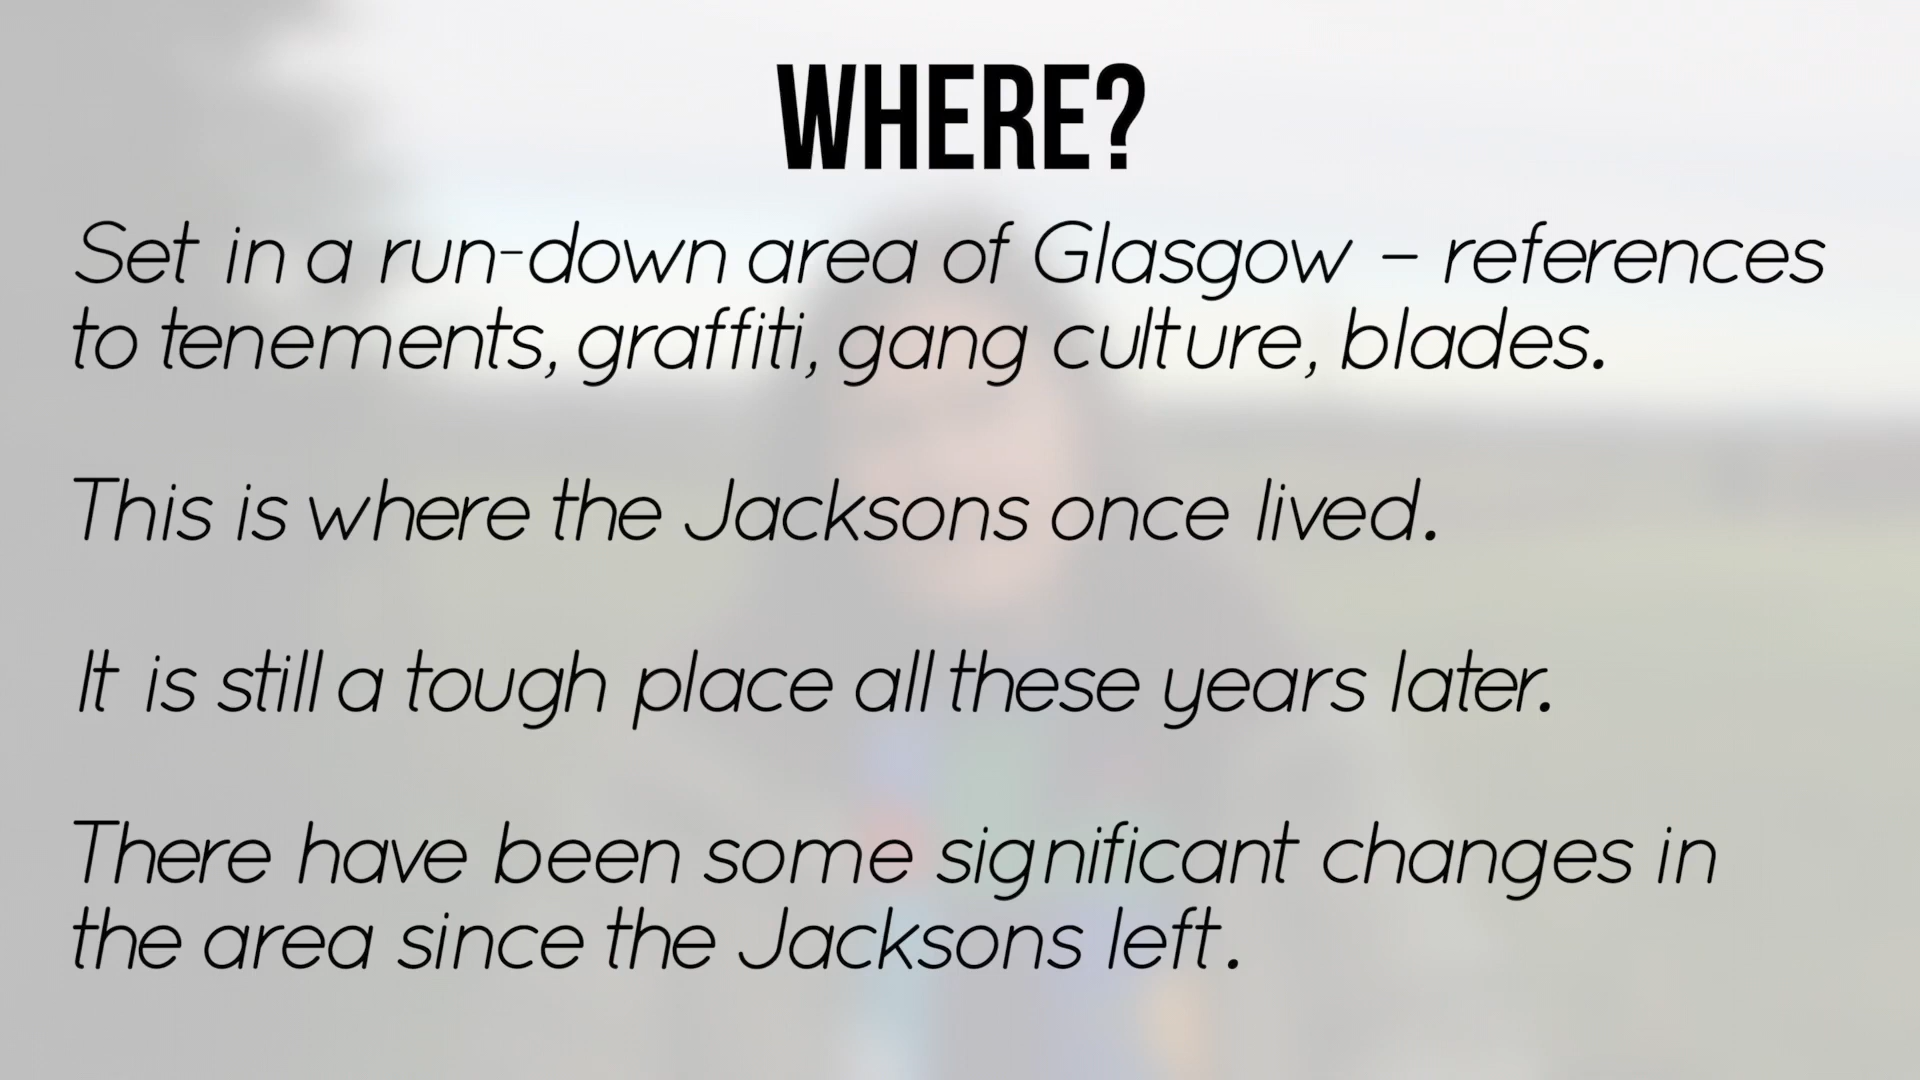 WHERE?
Set in a run-down area of Glasgow – references
to tenements, graffiti, gang culture, blades.
This is where the Jacksons once lived.
It is still a tough place all these years later.
There have been some significant changes in
the area since the Jacksons left.